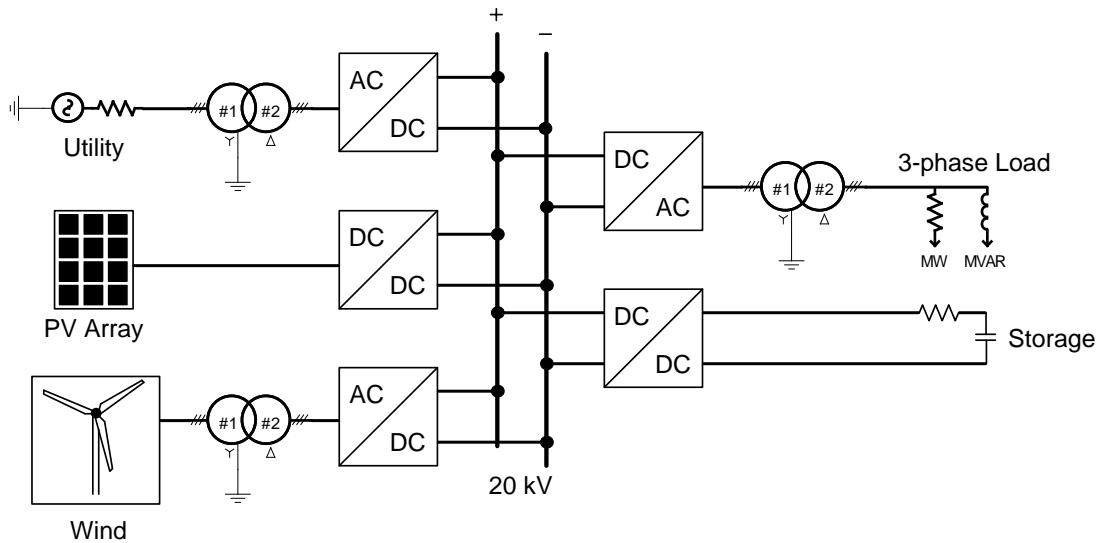 +
−
AC
DC
#1 #2
Y Δ
Utility
DC
AC
#1 #2
Y Δ
3-phase Load
MW MVAR
DC
DC
PV Array
DC
DC
Storage
AC
DC
#1 #2
Y Δ
20 kV
Wind